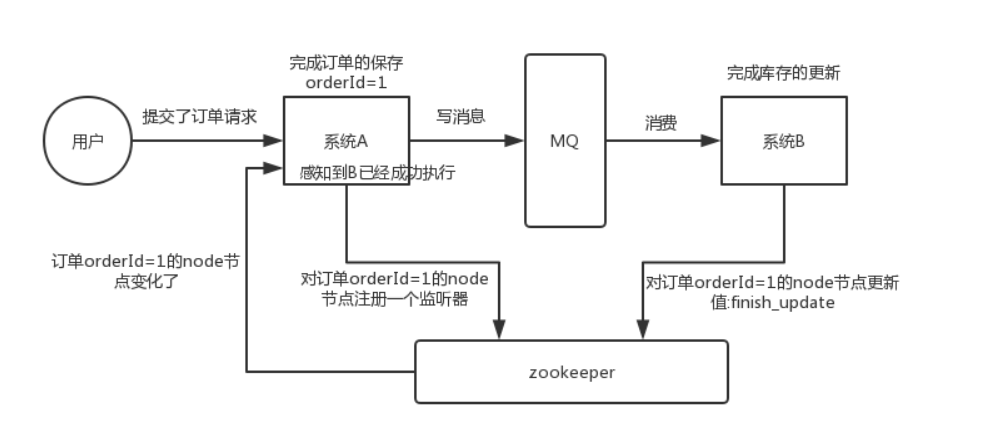 完成订单的保存
orderId=1
完成库存的更新
提交了订单请求
写消息
消费
用户
系统A
MQ
系统B
感知到B已经成功执行
订单orderId=1的node节
点变化了
对订单orderId=1的node
节点注册一个监听器
对订单orderId=1的node节点更新
值:finish_update
zookeeper